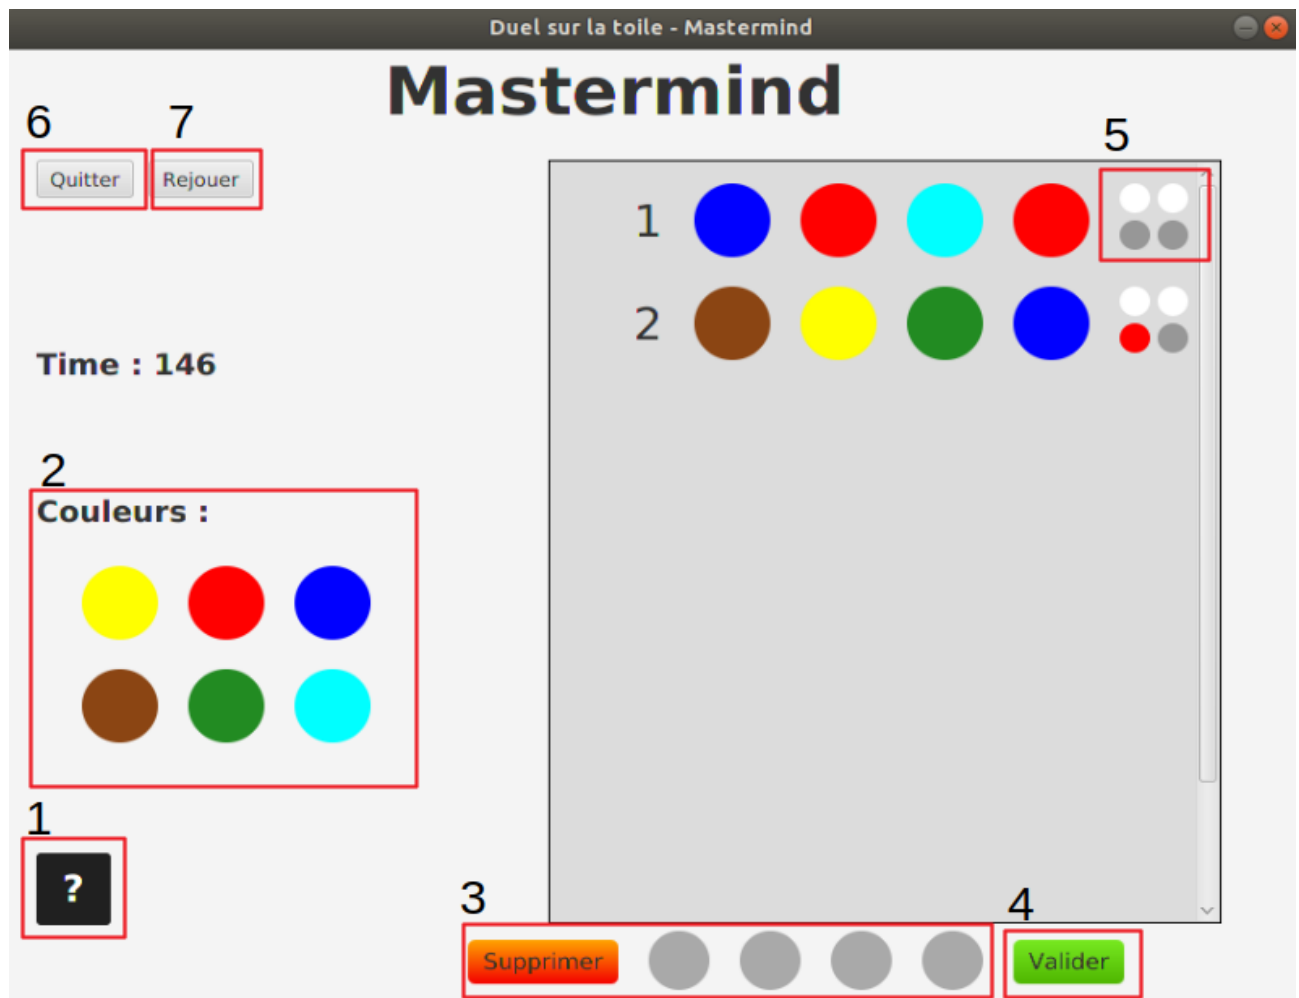 Duel sur la toile - Mastermind
Mastermind
6 7
Quitter Rejouer
5
1
2
Time : 146
2
Couleurs :
1
?
3
Supprimer
4
Valider